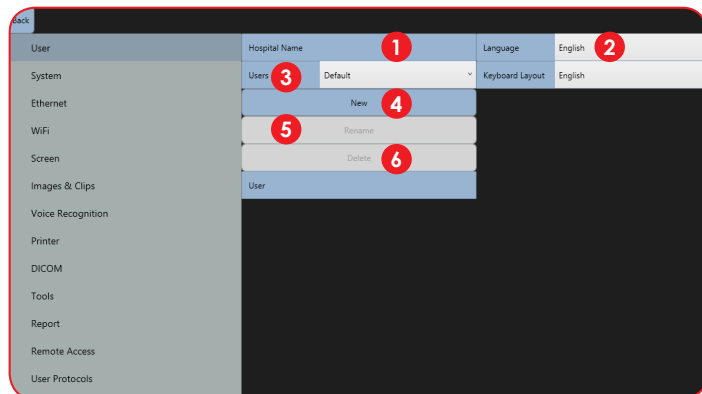 Back
User
System
Ethernet
WiFi
Screen
Images & Clips
Voice Recognition
Printer
DICOM
Tools
Report
Remote Access
User Protocols
Hospital Name 1 Language English 2
Users 3 Default Keyboard Layout English
New 4
5 Rename
Delete 6
User